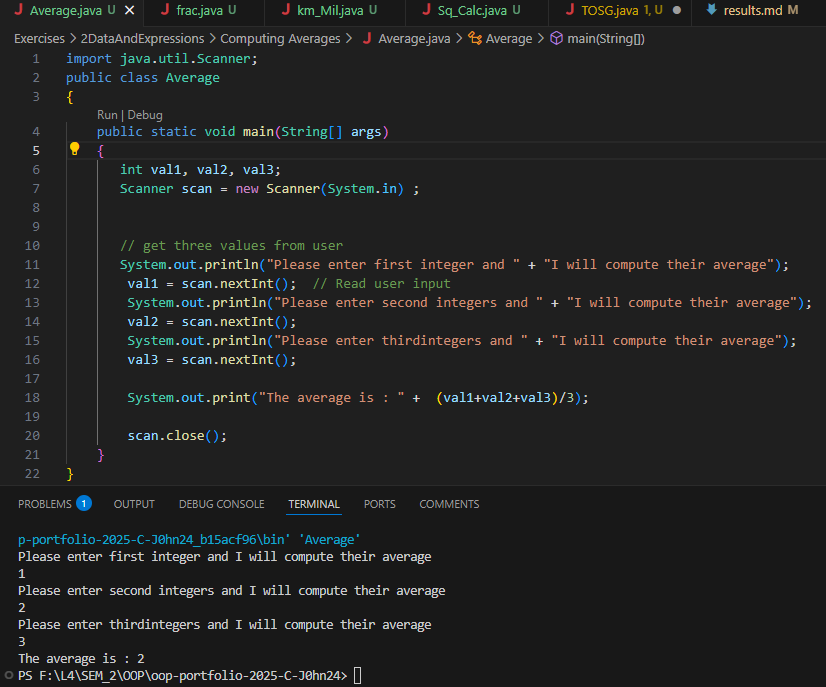 Average.java U frac.java U km_Mil.java U Sq_Calc.java U TOSG.java 1, U results.md M
Exercises > 2DataAndExpressions > Computing Averages > Average.java > Average > main(String[])
1 import java.util.Scanner;
2 public class Average
3 {
Run | Debug
4 public static void main(String[] args)
5 {
6 int val1, val2, val3;
7 Scanner scan = new Scanner(System.in) ;
8
9
10 // get three values from user
11 System.out.println("Please enter first integer and " + "I will compute their average");
12 val1 = scan.nextInt();  // Read user input
13 System.out.println("Please enter second integers and " + "I will compute their average");
14 val2 = scan.nextInt();
15 System.out.println("Please enter thirdintegers and " + "I will compute their average");
16 val3 = scan.nextInt();
17
18 System.out.print("The average is : " +  (val1+val2+val3)/3);
19
20 scan.close();
21 }
22 }
PROBLEMS 1 OUTPUT DEBUG CONSOLE TERMINAL PORTS COMMENTS
p-portfolio-2025-C-J0hn24_b15acf96\bin' 'Average'
Please enter first integer and I will compute their average
1
Please enter second integers and I will compute their average
2
Please enter thirdintegers and I will compute their average
3
The average is : 2
PS F:\L4\SEM_2\OOP\oop-portfolio-2025-C-J0hn24>